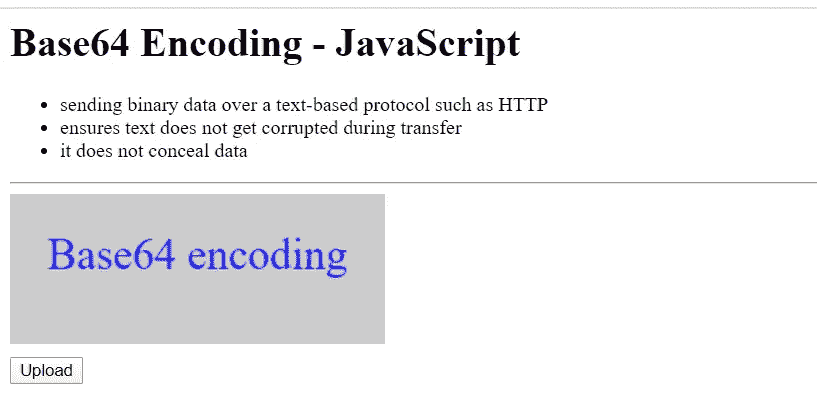 Base64 Encoding - JavaScript
sending binary data over a text-based protocol such as HTTP
ensures text does not get corrupted during transfer
it does not conceal data
Base64 encoding
Upload